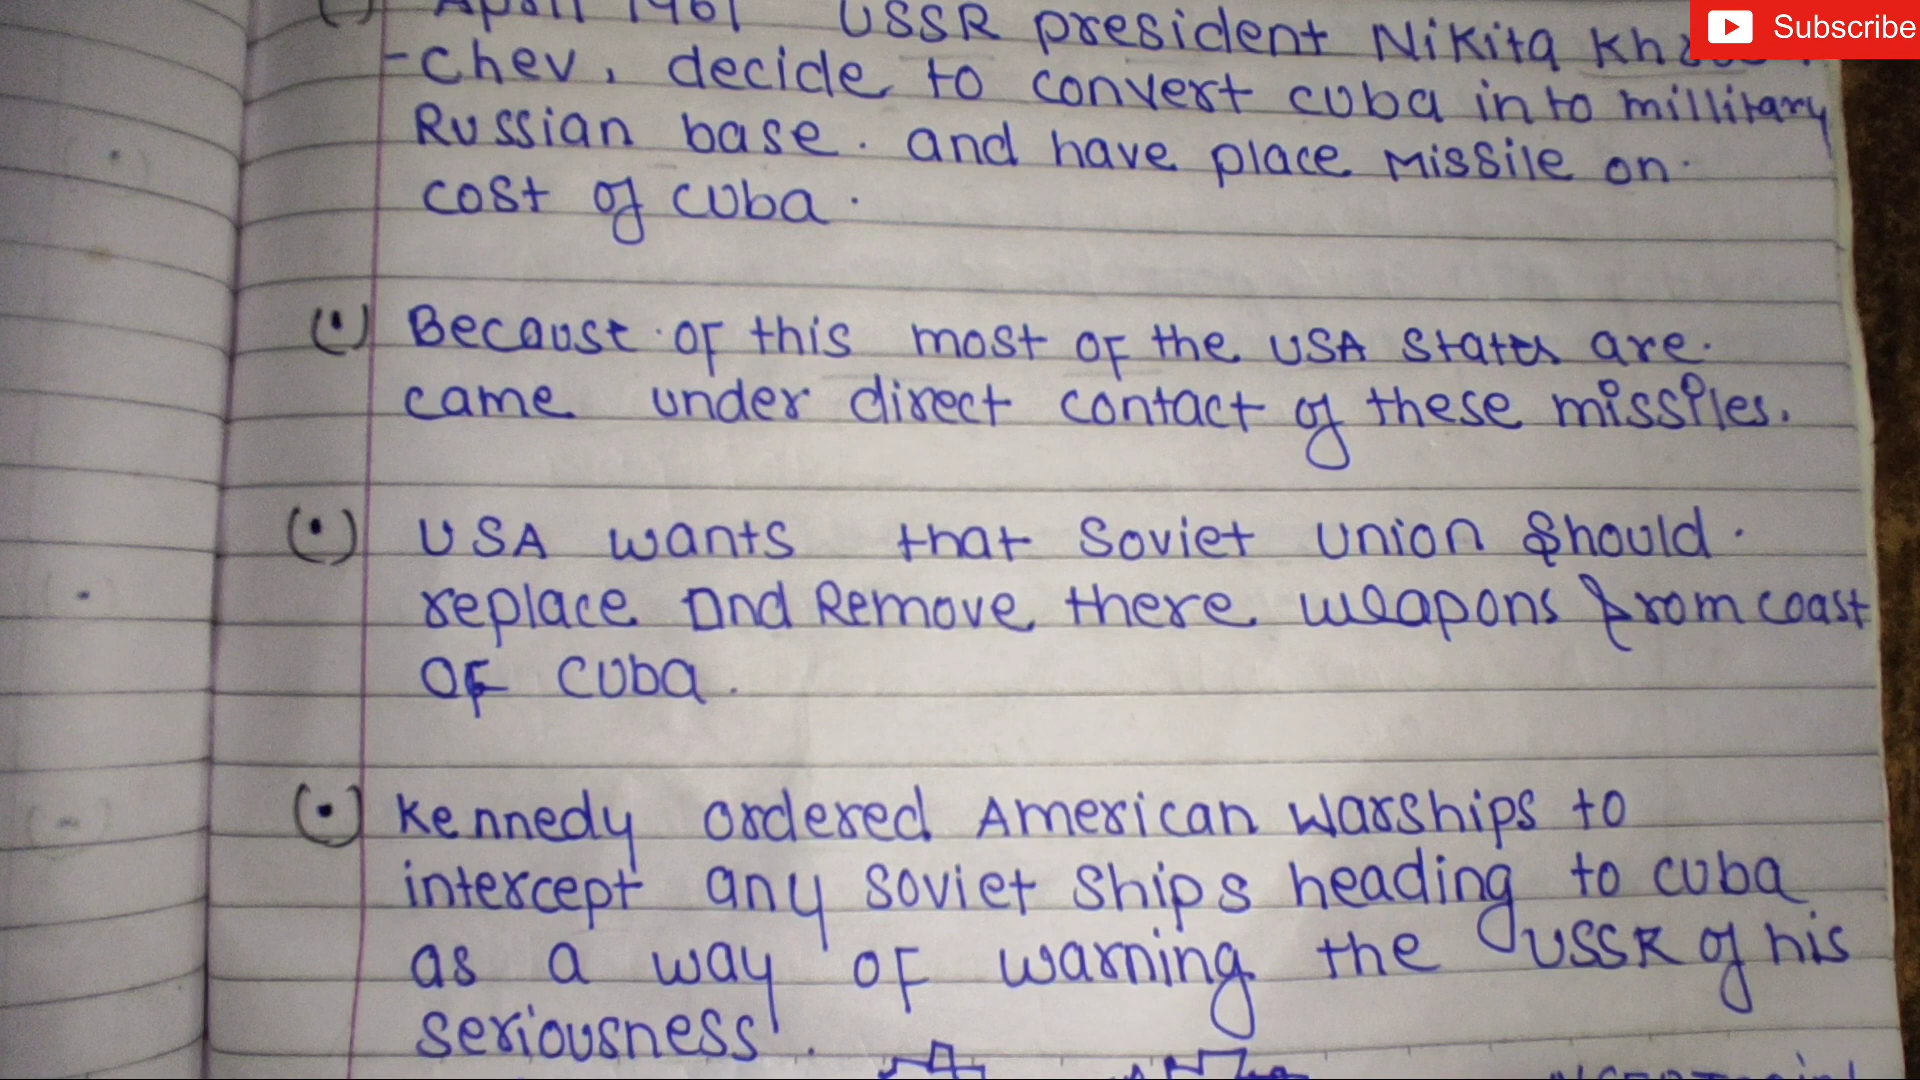 April 1961 USSR president Nikita
Subscribe
-chev, decide to convert cuba into millitary
Russian base. and have place Missile on.
cost of cuba.
(•) Because of this most of the USA States are.
came under direct contact of these missiles.
(•) USA wants that Soviet union should.
replace and Remove there weapons from coast
of cuba.
(•) Kennedy ordered American warships to
intercept any soviet ships heading to cuba
as a way of warning the USSR of his
seriousness.